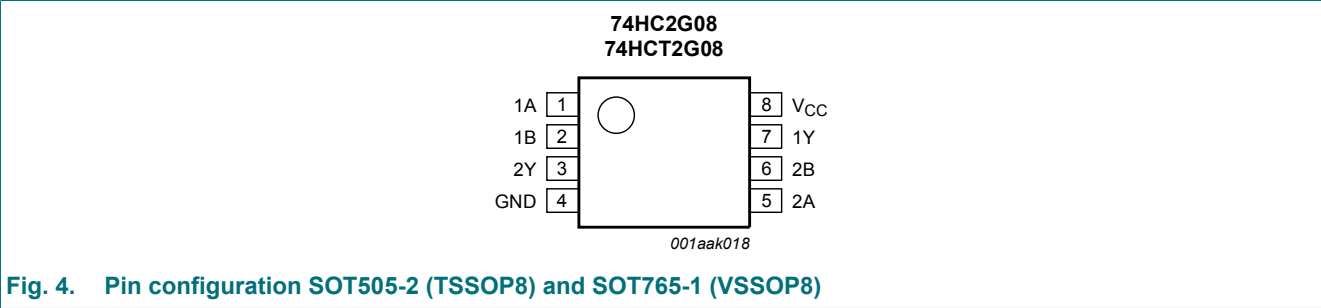 74HC2G08
74HCT2G08
1A 1 8 VCC
1B 2 7 1Y
2Y 3 6 2B
GND 4 5 2A
001aak018
Fig. 4. Pin configuration SOT505-2 (TSSOP8) and SOT765-1 (VSSOP8)